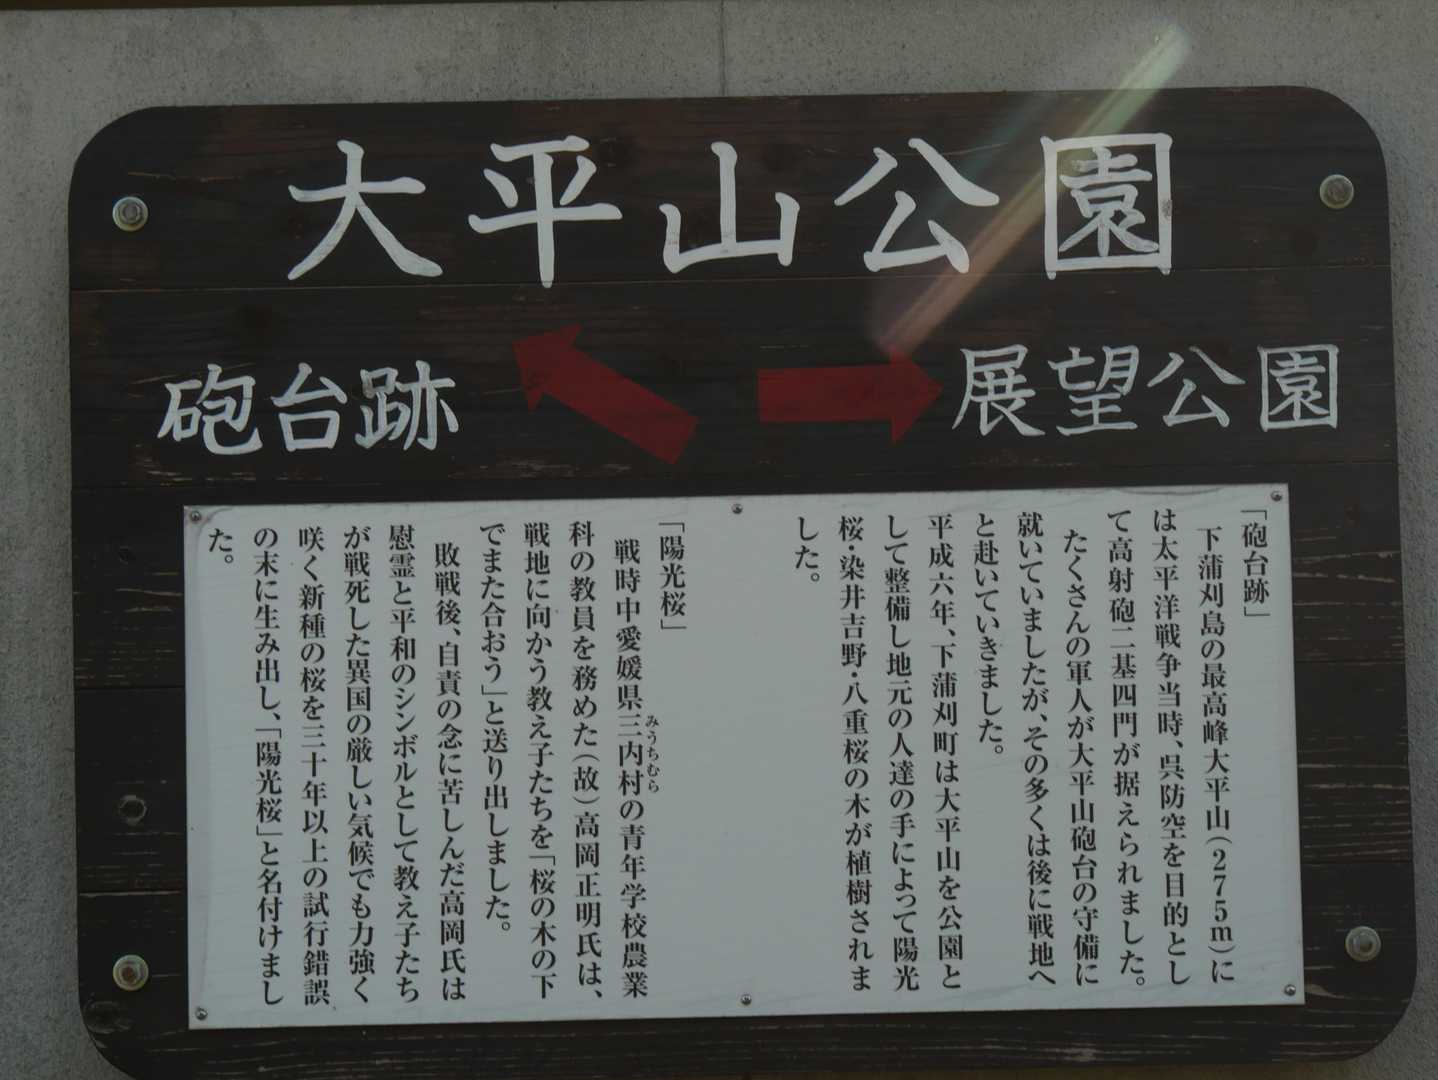 大平山公園
砲台跡
展望公園
「砲台跡」
下蒲刈島の最高峰大平山(275m)に
は太平洋戦争当時、呉防空を目的とし
て高射砲二基四門が据えられました。
たくさんの軍人が大平山砲台の守備に
就いていましたが、その多くは後に戦地へ
と赴いていきました。
平成六年、下蒲刈町は大平山を公園と
して整備し地元の人達の手によって陽光
桜・染井吉野・八重桜の木が植樹されま
した。
「陽光桜」
戦時中愛媛県三内村の青年学校農業
みうちむら
科の教員を務めた(故)高岡正明氏は、
戦地に向かう教え子たちを「桜の木の下
でまた合おう」と送り出しました。
敗戦後、自責の念に苦しんだ高岡氏は
慰霊と平和のシンボルとして教え子たち
が戦死した異国の厳しい気候でも力強く
咲く新種の桜を三十年以上の試行錯誤
の末に生み出し、「陽光桜」と名付けまし
た。